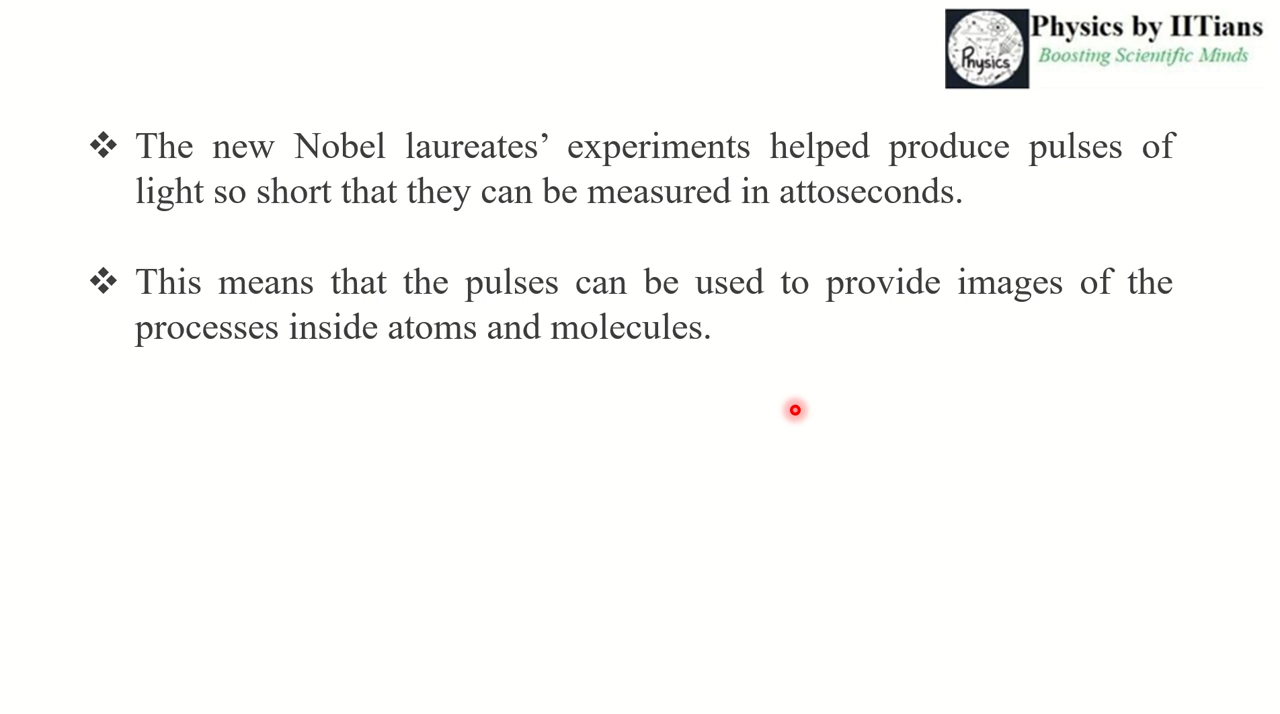 Physics
Physics by IITians
Boosting Scientific Minds
❖ The new Nobel laureates’ experiments helped produce pulses of
light so short that they can be measured in attoseconds.
❖ This means that the pulses can be used to provide images of the
processes inside atoms and molecules.